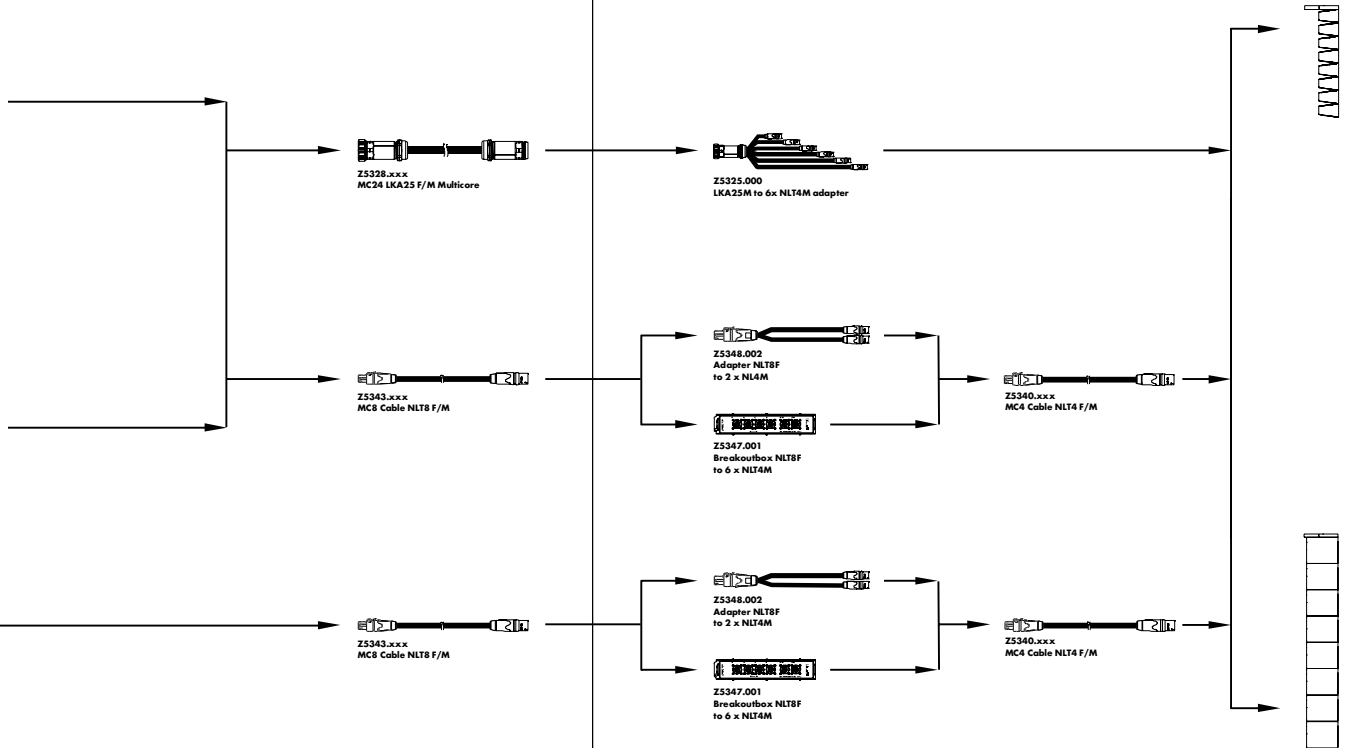 Z5328.xxx
MC24 LKA25 F/M Multicore
Z5325.000
LKA25M to 6x NLT4M adapter
Z5348.002
Adapter NLT8F
to 2 x NL4M
Z5343.xxx
MC8 Cable NLT8 F/M
Z5340.xxx
MC4 Cable NLT4 F/M
Z5347.001
Breakoutbox NLT8F
to 6 x NLT4M
Z5348.002
Adapter NLT8F
to 2 x NLT4M
Z5343.xxx
MC8 Cable NLT8 F/M
Z5340.xxx
MC4 Cable NLT4 F/M
Z5347.001
Breakoutbox NLT8F
to 6 x NLT4M